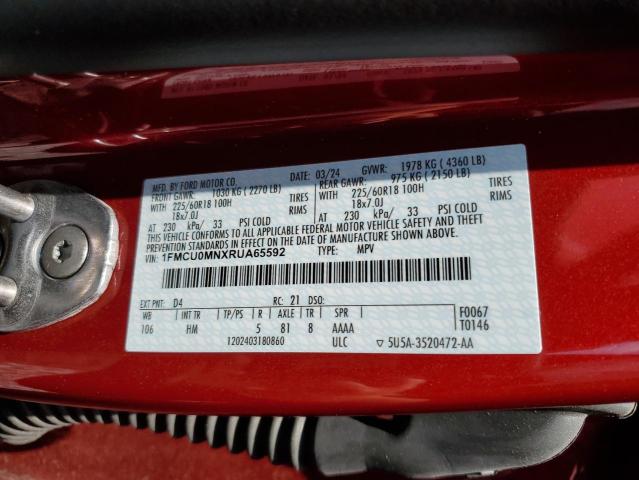 MFD. BY FORD MOTOR CO.
DATE: 03/24 GVWR: 1978 KG ( 4360 LB)
FRONT GAWR: 1030 KG ( 2270 LB) REAR GAWR: 975 KG ( 2150 LB)
WITH 225/60R18 100H TIRES WITH 225/60R18 100H TIRES
18x7.0J RIMS 18x7.0J RIMS
AT 230 kPa/ 33 PSI COLD AT 230 kPa/ 33 PSI COLD
THIS VEHICLE CONFORMS TO ALL APPLICABLE FEDERAL MOTOR VEHICLE SAFETY AND THEFT
PREVENTION STANDARDS IN EFFECT ON THE DATE OF MANUFACTURE SHOWN ABOVE.
VIN: 1FMCU0MNXRUA65592 TYPE: MPV
EXT PNT: D4 RC: 21 DSO:
WB INT TR TP/PS R AXLE TR SPR F0067
106 HM 5 81 8 AAAA T0146
1202403180860 ULC ▽ 5U5A-3520472-AA